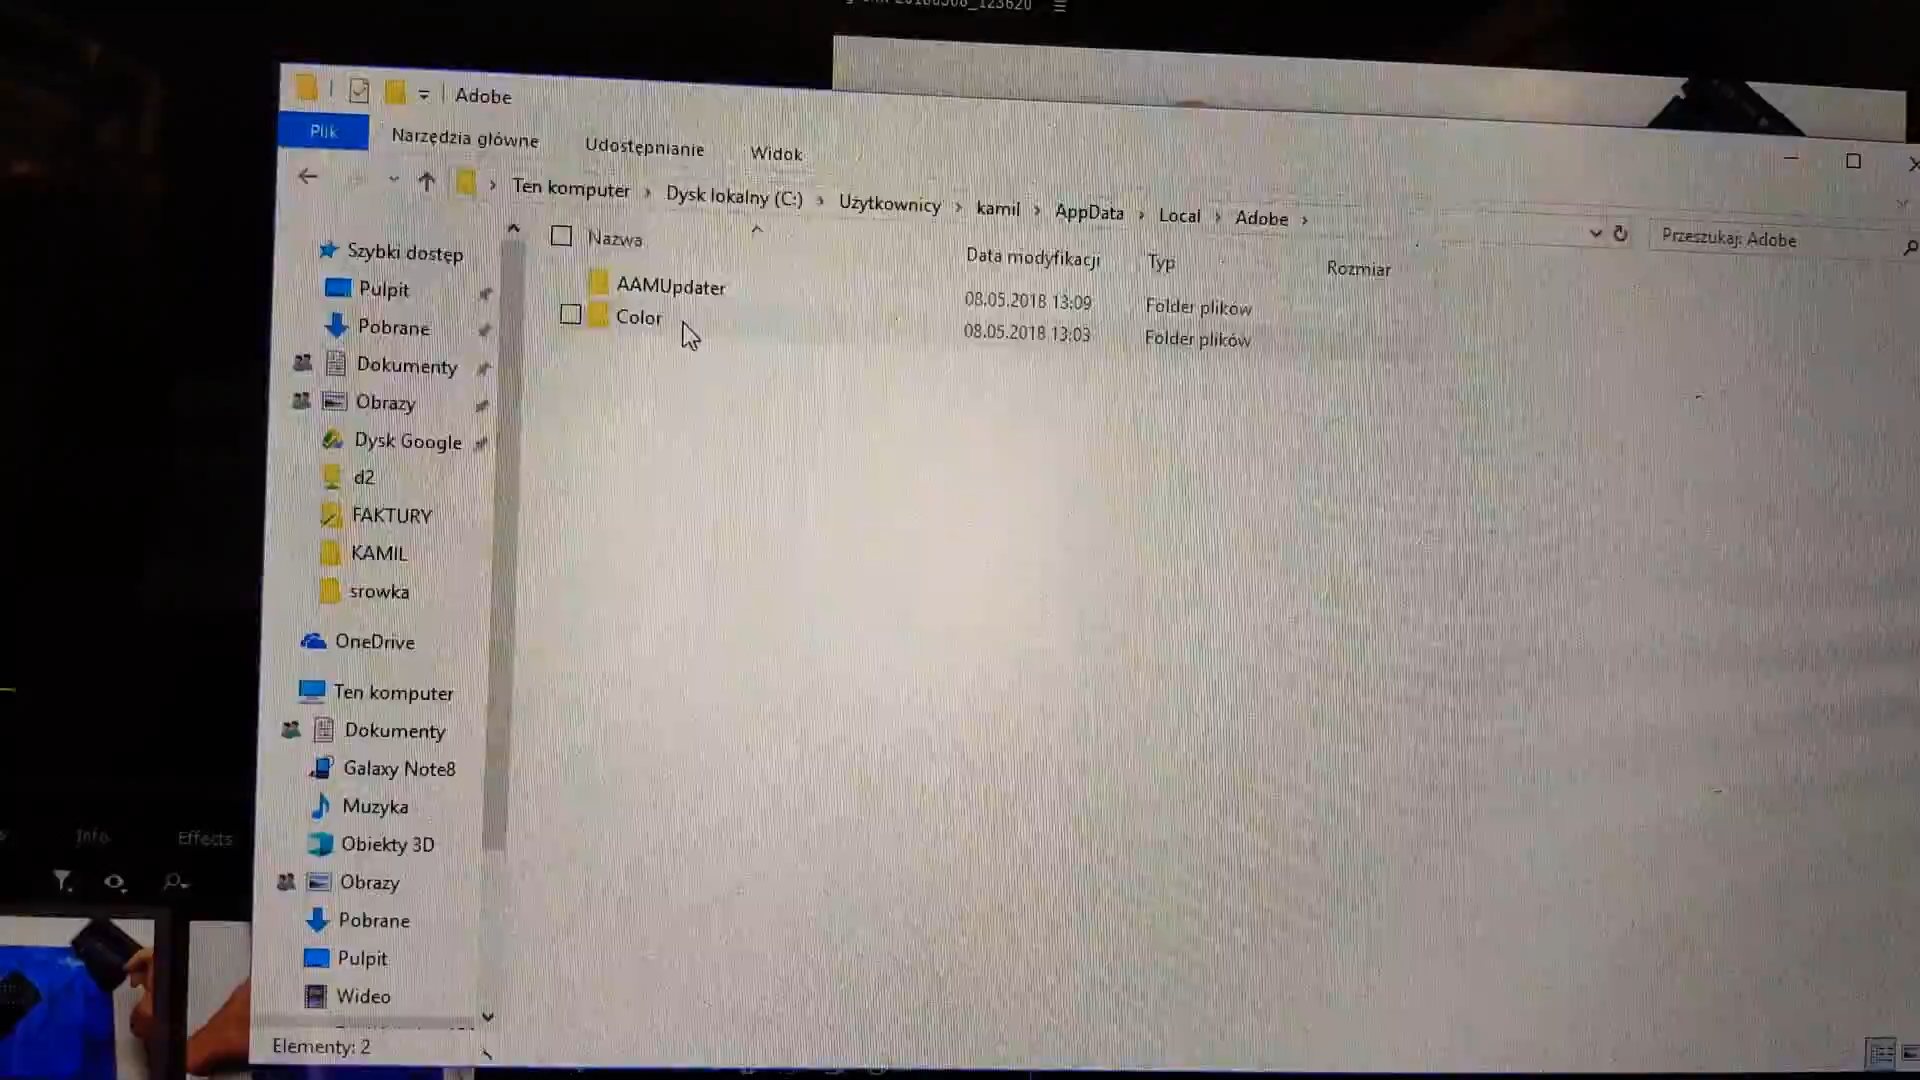 Adobe
Plik Narzędzia główne Udostępnianie Widok
Ten komputer › Dysk lokalny (C:) › Użytkownicy › kamil › AppData › Local › Adobe ›
Przeszukaj: Adobe
Nazwa Data modyfikacji Typ Rozmiar
AAMUpdater 08.05.2018 13:09 Folder plików
Color 08.05.2018 13:03 Folder plików
Szybki dostęp
Pulpit
Pobrane
Dokumenty
Obrazy
Dysk Google
d2
FAKTURY
KAMIL
srowka
OneDrive
Ten komputer
Dokumenty
Galaxy Note8
Muzyka
Obiekty 3D
Obrazy
Pobrane
Pulpit
Wideo
Elementy: 2
Info Effects